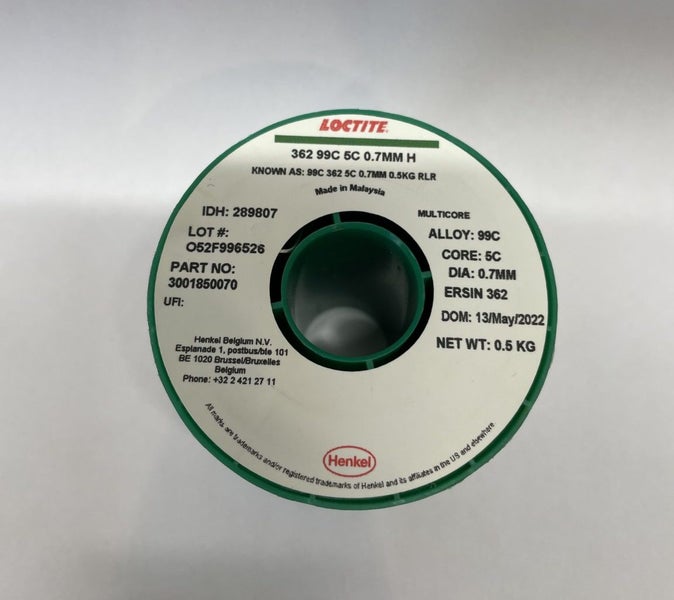 LOCTITE.
362 99C 5C 0.7MM H
KNOWN AS: 99C 362 5C 0.7MM 0.5KG RLR
Made in Malaysia
IDH: 289807
LOT #:
O52F996526
PART NO:
3001850070
UFI:
MULTICORE
ALLOY: 99C
CORE: 5C
DIA: 0.7MM
ERSIN 362
DOM: 13/May/2022
NET WT: 0.5 KG
Henkel Belgium N.V.
Esplanade 1, postbus/bte 101
BE 1020 Brussel/Bruxelles
Belgium
Phone: +32 2 421 27 11
All marks are trademarks and/or registered trademarks of Henkel and its affiliates in the US and elsewhere
Henkel